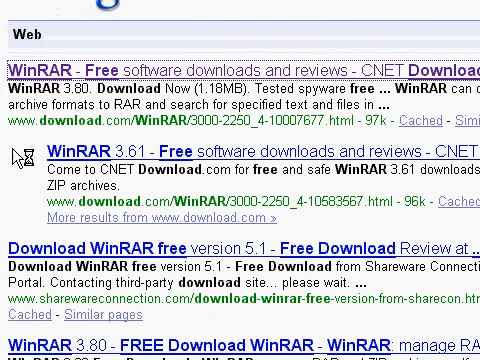 Web
WinRAR - Free software downloads and reviews - CNET Download
WinRAR 3.80. Download Now (1.18MB). Tested spyware free ... WinRAR can
archive formats to RAR and search for specified text and files in ...
www.download.com/WinRAR/3000-2250_4-10007677.html - 97k - Cached - Simi
WinRAR 3.61 - Free software downloads and reviews - CNET
Come to CNET Download.com for free and safe WinRAR 3.61 downloads
ZIP archives.
www.download.com/WinRAR/3000-2250_4-10583567.html - 96k - Cached
More results from www.download.com »
Download WinRAR free version 5.1 - Free Download Review at ..
Download WinRAR free version 5.1 - Free Download from Shareware Connecti
Portal. Contacting third-party download site... please wait. ...
www.sharewareconnection.com/download-winrar-free-version-from-sharecon.ht
Cached - Similar pages
WinRAR 3.80 - FREE Download WinRAR - WinRAR: manage RA